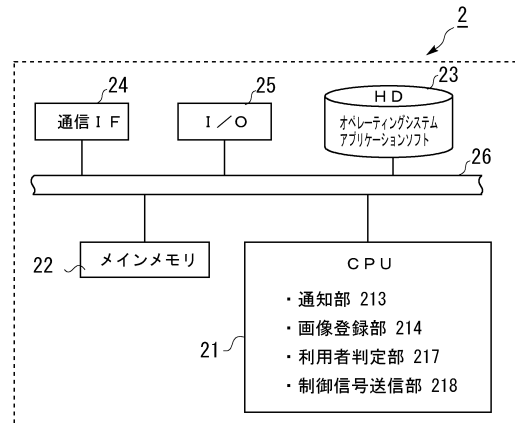 2
24
25
23
通信ＩＦ
Ｉ／Ｏ
ＨＤ
オペレーティングシステム
アプリケーションソフト
26
22
メインメモリ
21
ＣＰＵ
・通知部 213
・画像登録部 214
・利用者判定部 217
・制御信号送信部 218